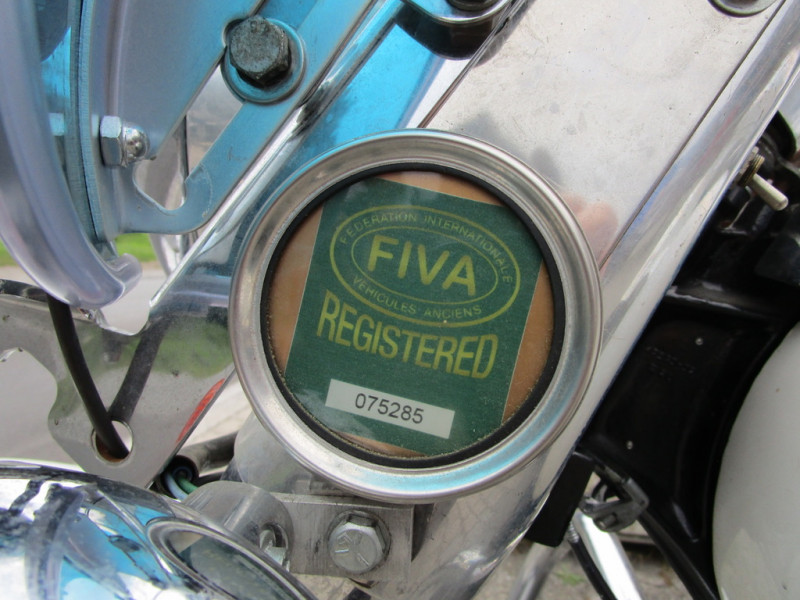 FEDERATION INTERNATIONALE
FIVA
VEHICULES ANCIENS
REGISTERED
075285